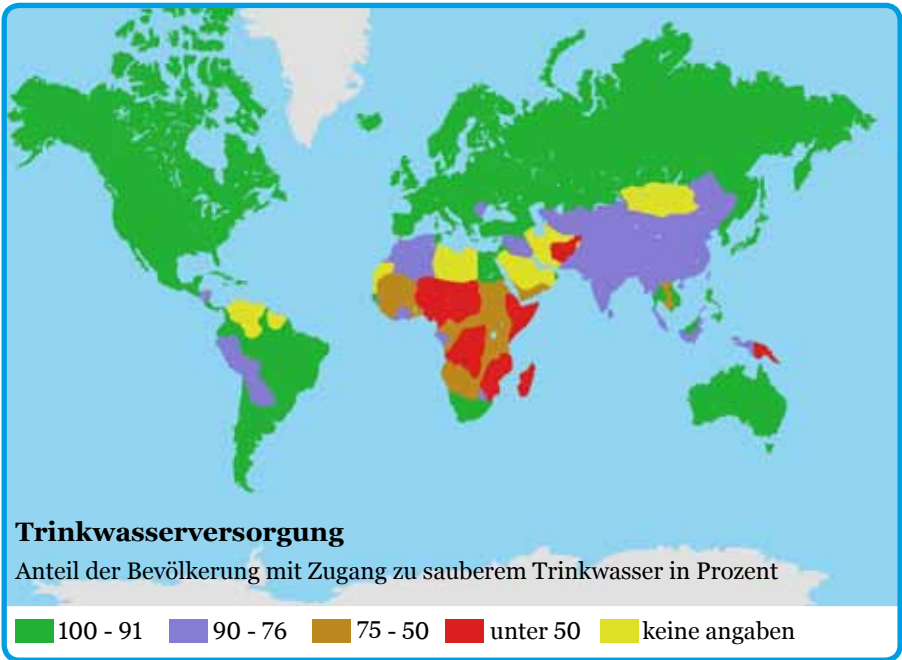 Trinkwasserversorgung
Anteil der Bevölkerung mit Zugang zu sauberem Trinkwasser in Prozent
100 - 91 90 - 76 75 - 50 unter 50 keine angaben